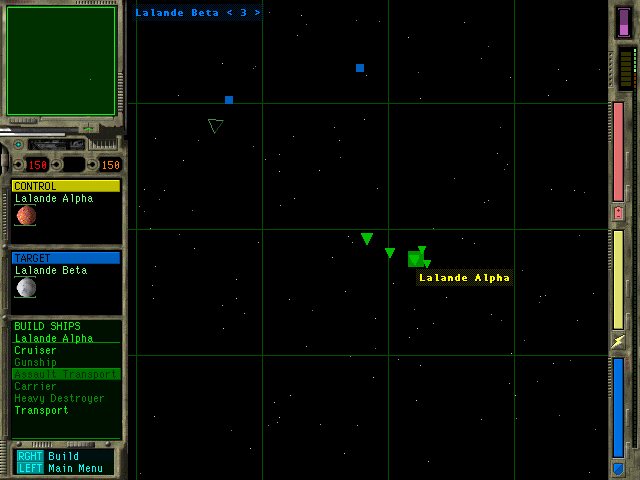 Lalande Beta < 3 >
150 150
CONTROL
Lalande Alpha
TARGET
Lalande Beta
Lalande Alpha
BUILD SHIPS
Lalande Alpha
Cruiser
Gunship
Assault Transport
Carrier
Heavy Destroyer
Transport
RGHT Build
LEFT Main Menu